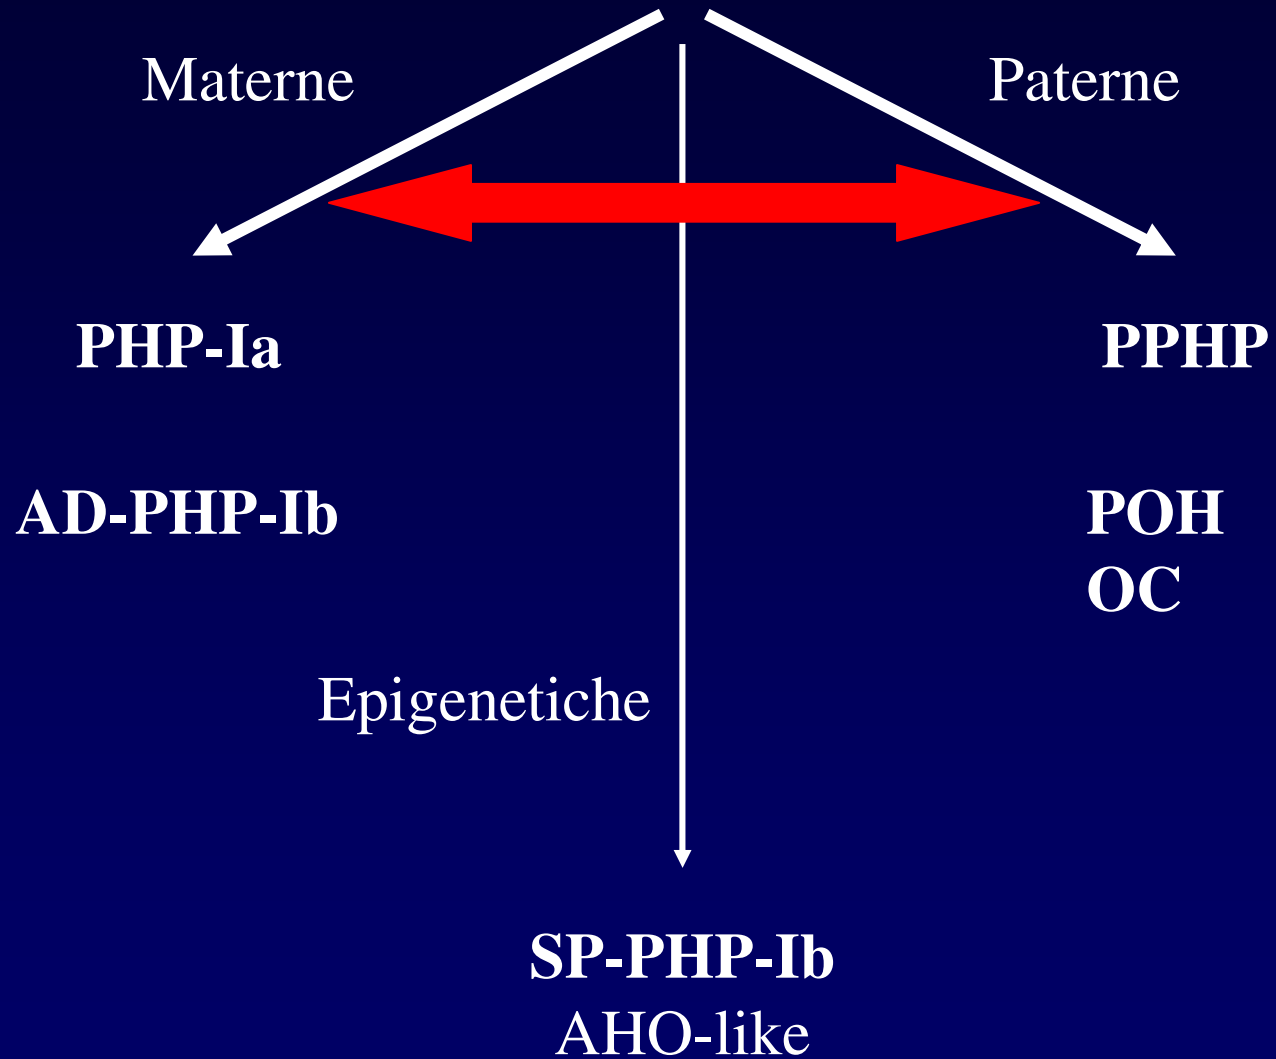 Materne
Paterne
PHP-Ia
PPHP
AD-PHP-Ib
POH
OC
Epigenetiche
SP-PHP-Ib
AHO-like